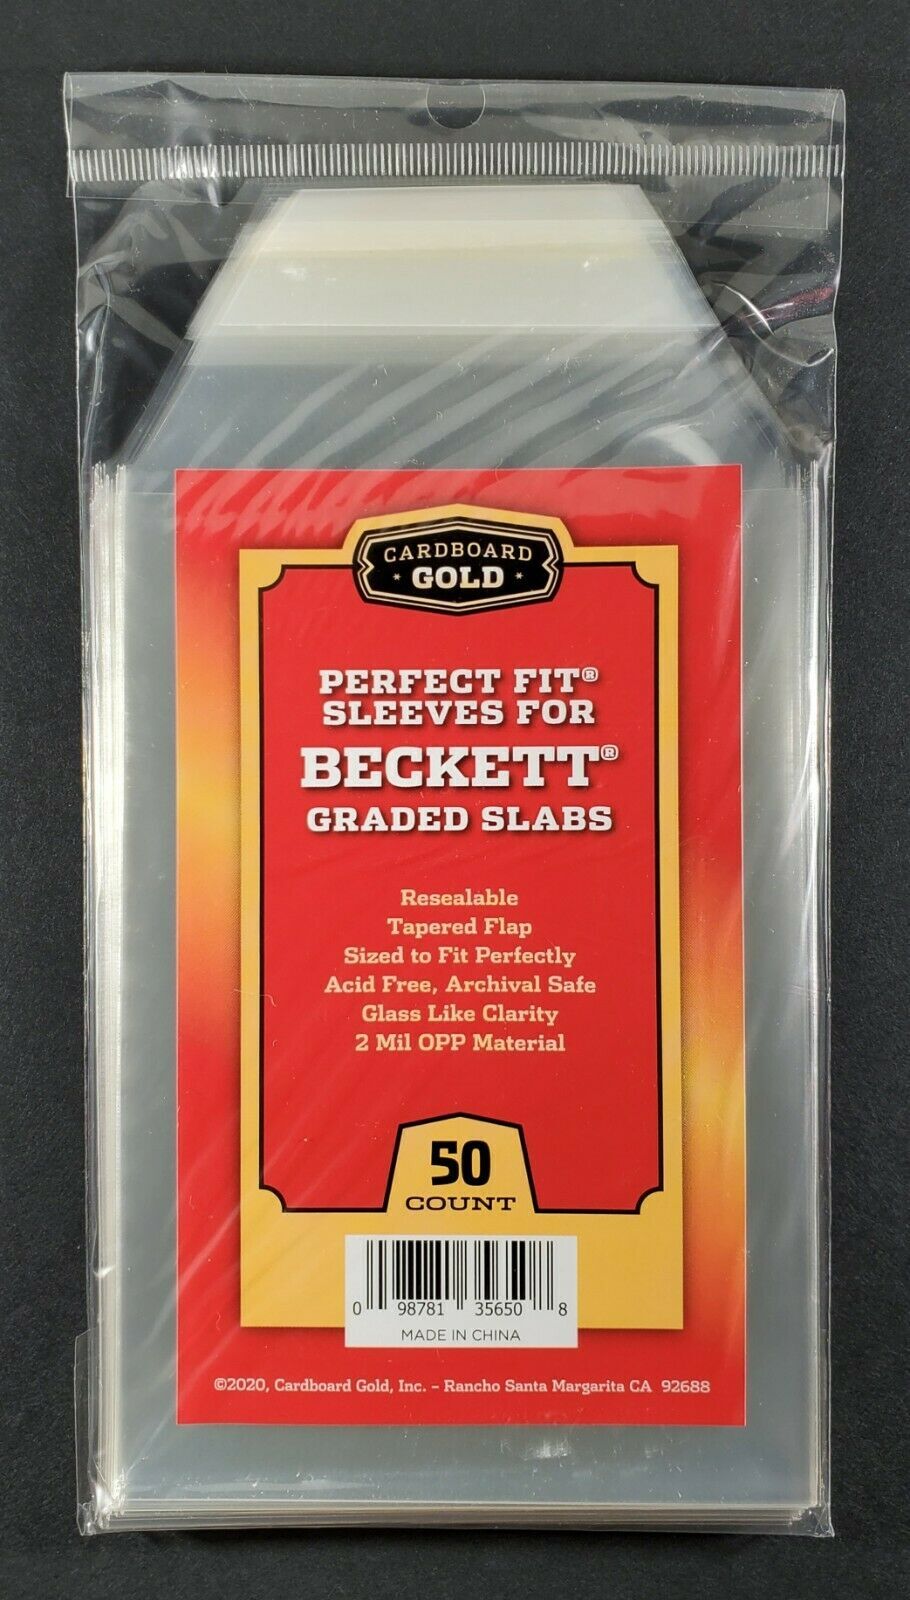 CARDBOARD
GOLD
PERFECT FIT®
SLEEVES FOR
BECKETT®
GRADED SLABS
Resealable
Tapered Flap
Sized to Fit Perfectly
Acid Free, Archival Safe
Glass Like Clarity
2 Mil OPP Material
50
COUNT
0 98781 35650 8
MADE IN CHINA
©2020, Cardboard Gold, Inc. – Rancho Santa Margarita CA 92688